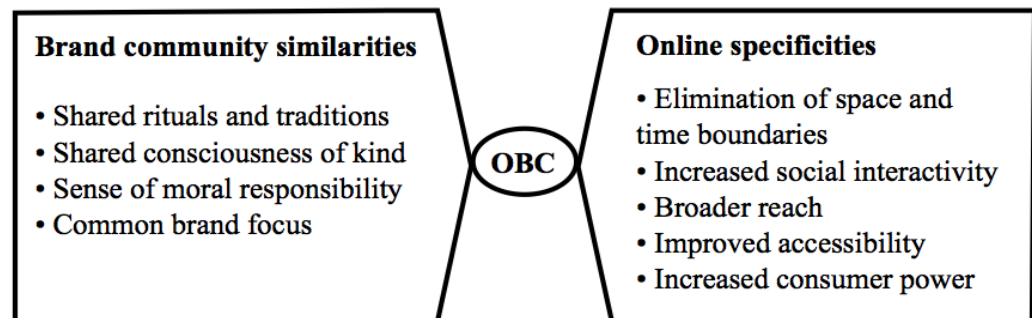 Brand community similarities
• Shared rituals and traditions
• Shared consciousness of kind
• Sense of moral responsibility
• Common brand focus
OBC
Online specificities
• Elimination of space and
time boundaries
• Increased social interactivity
• Broader reach
• Improved accessibility
• Increased consumer power